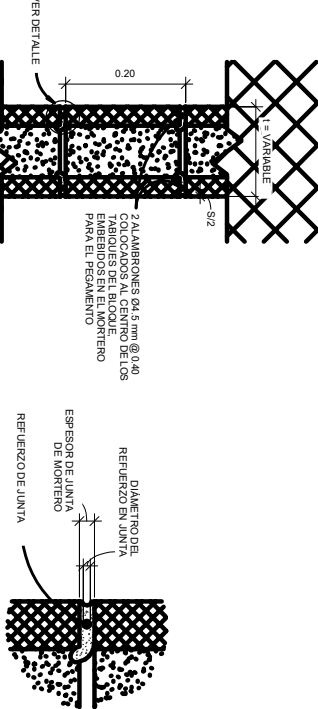 VER DETALLE
0.20
t = VARIABLE
S/2
2 ALAMBRONES Ø4.5 mm @ 0.40
COLOCADOS AL CENTRO DE LOS
TABIQUES DEL BLOQUE,
EMBEBIDOS EN EL MORTERO
PARA EL PEGAMENTO
DIÁMETRO DEL
REFUERZO EN JUNTA
ESPESOR DE JUNTA
DE MORTERO
REFUERZO DE JUNTA